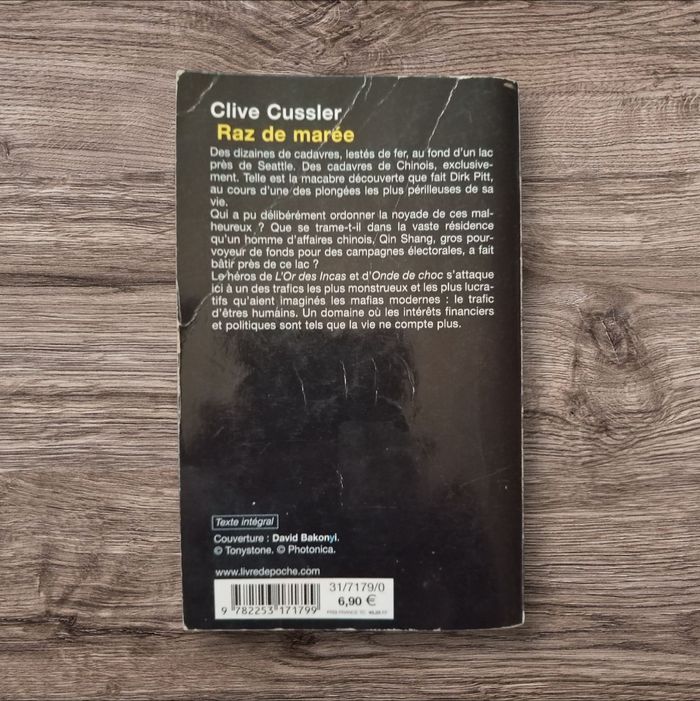 Clive Cussler
Raz de marée
Des dizaines de cadavres, lestés de fer, au fond d'un lac
près de Seattle. Des cadavres de Chinois, exclusive-
ment. Telle est la macabre découverte que fait Dirk Pitt,
au cours d'une des plongées les plus périlleuses de sa
vie.
Qui a pu délibérément ordonner la noyade de ces mal-
heureux ? Que se trame-t-il dans la vaste résidence
qu'un homme d'affaires chinois, Qin Shang, gros pour-
voyeur de fonds pour des campagnes électorales, a fait
bâtir près de ce lac ?
Le héros de L'Or des Incas et d'Onde de choc s'attaque
ici à un des trafics les plus monstrueux et les plus lucra-
tifs qu'aient imaginés les mafias modernes : le trafic
d'êtres humains. Un domaine où les intérêts financiers
et politiques sont tels que la vie ne compte plus.
Texte intégral
Couverture : David Bakonyi.
© Tonystone. © Photonica.
www.livredepoche.com
31/7179/0
6,90 €
PRIX FRANCE TC
9 782253 171799